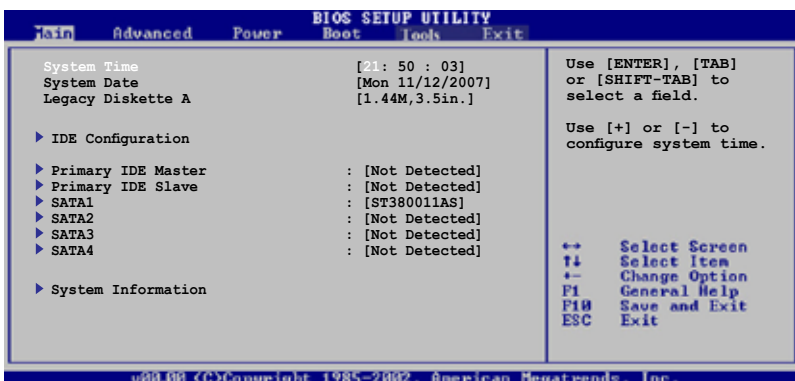 BIOS SETUP UTILITY
Main Advanced Power Boot Tools Exit
System Time [21: 50 : 03]
System Date [Mon 11/12/2007]
Legacy Diskette A [1.44M,3.5in.]
IDE Configuration
Primary IDE Master : [Not Detected]
Primary IDE Slave : [Not Detected]
SATA1 : [ST380011AS]
SATA2 : [Not Detected]
SATA3 : [Not Detected]
SATA4 : [Not Detected]
System Information
Use [ENTER], [TAB]
or [SHIFT-TAB] to
select a field.
Use [+] or [-] to
configure system time.
↔ Select Screen
↑↓ Select Item
+- Change Option
F1 General Help
F10 Save and Exit
ESC Exit
v00.00 (C)Copyright 1985-2002, American Megatrends, Inc.